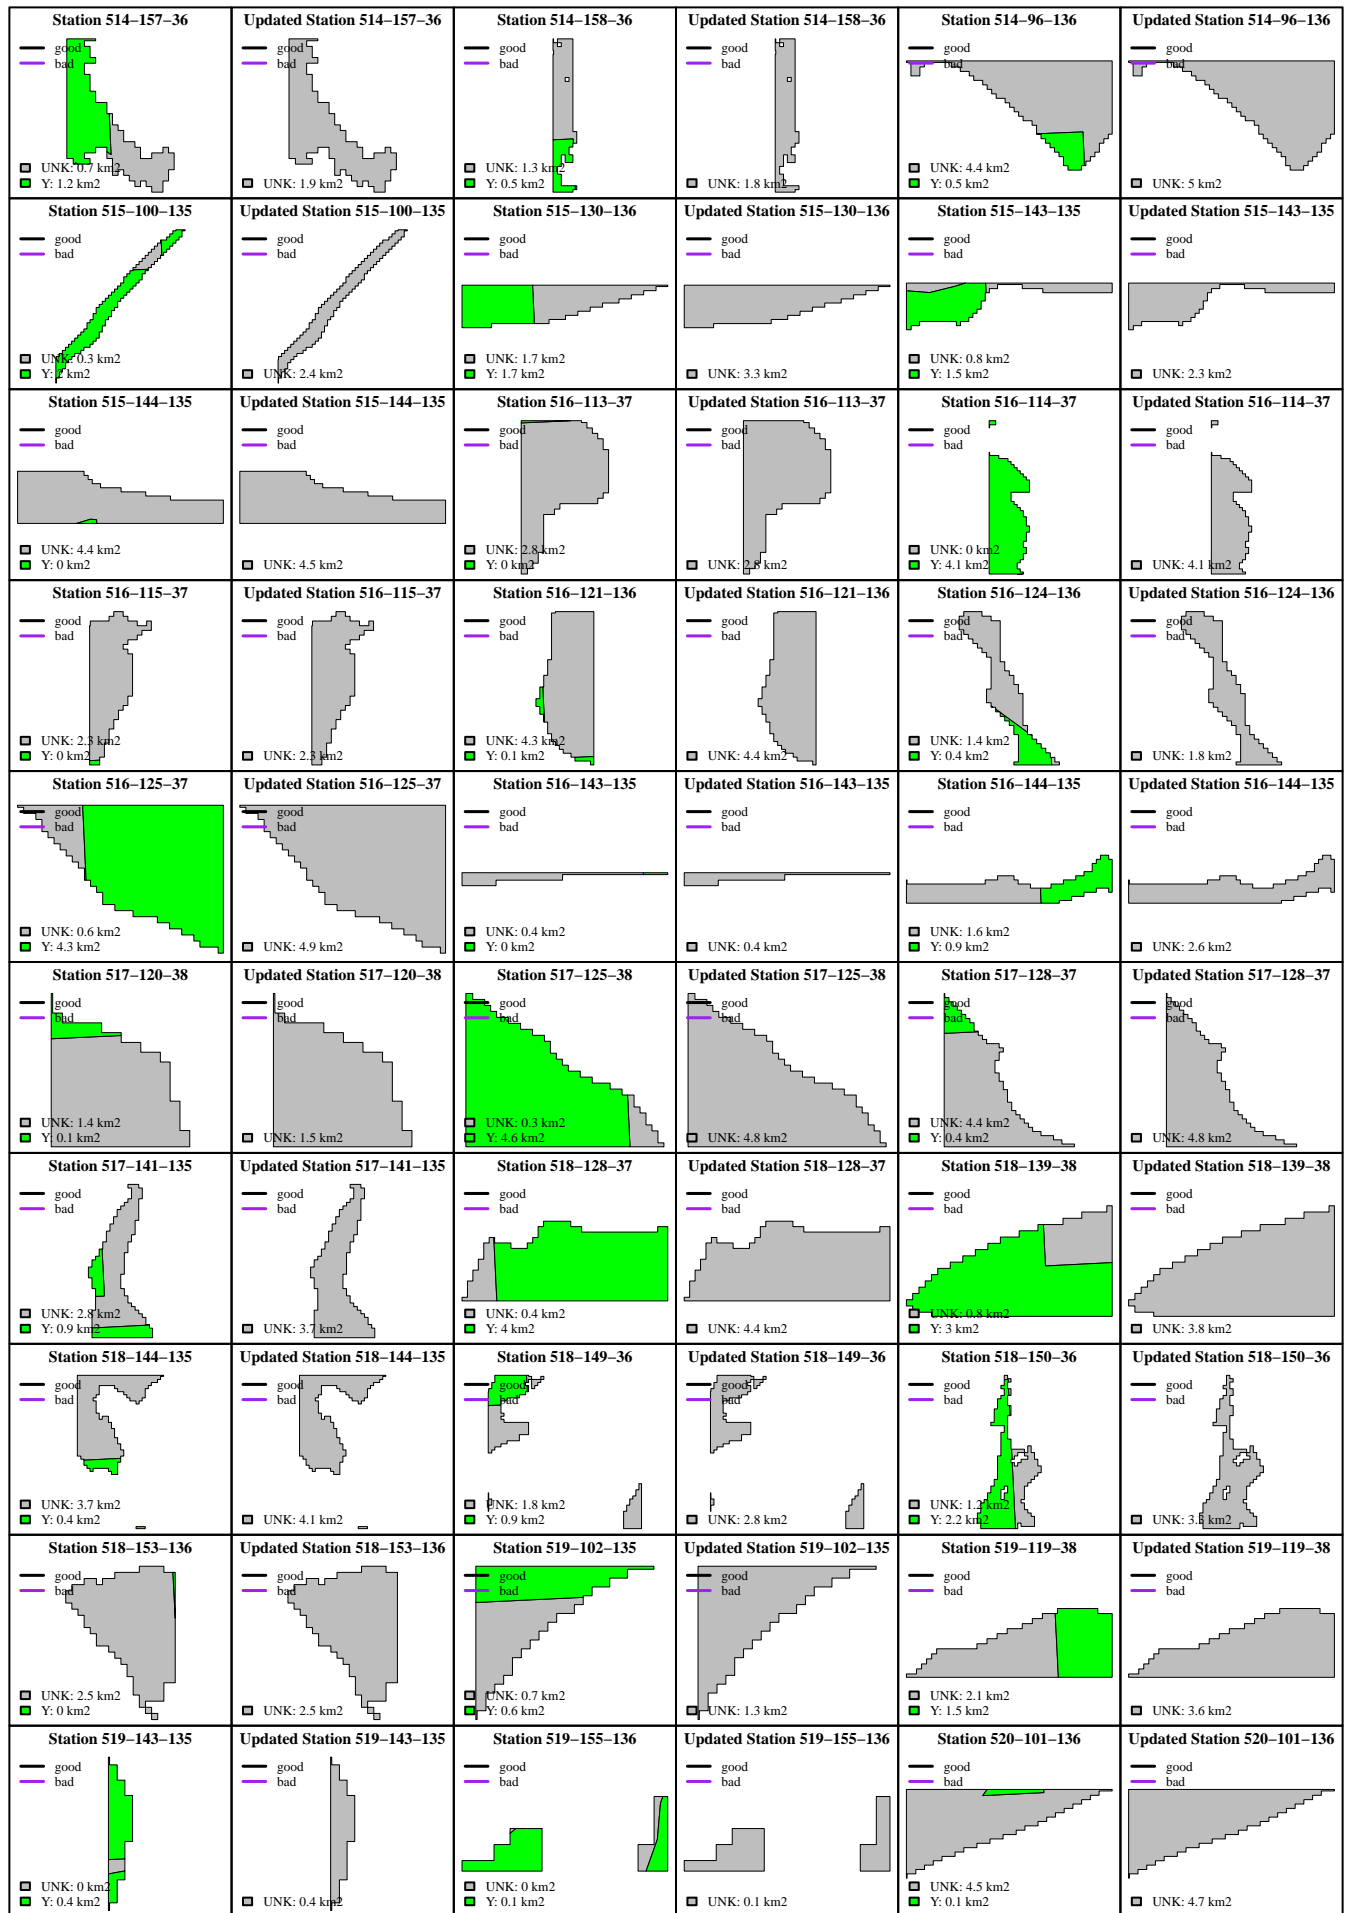 Station 514−157−36
good
bad
UNK: 0.7 km2
Y: 1.2 km2
Updated Station 514−157−36
good
bad
UNK: 1.9 km2
Station 514−158−36
good
bad
UNK: 1.3 km2
Y: 0.5 km2
Updated Station 514−158−36
good
bad
UNK: 1.8 km2
Station 514−96−136
good
bad
UNK: 4.4 km2
Y: 0.5 km2
Updated Station 514−96−136
good
bad
UNK: 5 km2
Station 515−100−135
good
bad
UNK: 0.3 km2
Y: 2 km2
Updated Station 515−100−135
good
bad
UNK: 2.4 km2
Station 515−130−136
good
bad
UNK: 1.7 km2
Y: 1.7 km2
Updated Station 515−130−136
good
bad
UNK: 3.3 km2
Station 515−143−135
good
bad
UNK: 0.8 km2
Y: 1.5 km2
Updated Station 515−143−135
good
bad
UNK: 2.3 km2
Station 515−144−135
good
bad
UNK: 4.4 km2
Y: 0 km2
Updated Station 515−144−135
good
bad
UNK: 4.5 km2
Station 516−113−37
good
bad
UNK: 2.8 km2
Y: 0 km2
Updated Station 516−113−37
good
bad
UNK: 2.8 km2
Station 516−114−37
good
bad
UNK: 0 km2
Y: 4.1 km2
Updated Station 516−114−37
good
bad
UNK: 4.1 km2
Station 516−115−37
good
bad
UNK: 2.3 km2
Y: 0 km2
Updated Station 516−115−37
good
bad
UNK: 2.3 km2
Station 516−121−136
good
bad
UNK: 4.3 km2
Y: 0.1 km2
Updated Station 516−121−136
good
bad
UNK: 4.4 km2
Station 516−124−136
good
bad
UNK: 1.4 km2
Y: 0.4 km2
Updated Station 516−124−136
good
bad
UNK: 1.8 km2
Station 516−125−37
good
bad
UNK: 0.6 km2
Y: 4.3 km2
Updated Station 516−125−37
good
bad
UNK: 4.9 km2
Station 516−143−135
good
bad
UNK: 0.4 km2
Y: 0 km2
Updated Station 516−143−135
good
bad
UNK: 0.4 km2
Station 516−144−135
good
bad
UNK: 1.6 km2
Y: 0.9 km2
Updated Station 516−144−135
good
bad
UNK: 2.6 km2
Station 517−120−38
good
bad
UNK: 1.4 km2
Y: 0.1 km2
Updated Station 517−120−38
good
bad
UNK: 1.5 km2
Station 517−125−38
good
bad
UNK: 0.3 km2
Y: 4.6 km2
Updated Station 517−125−38
good
bad
UNK: 4.8 km2
Station 517−128−37
good
bad
UNK: 4.4 km2
Y: 0.4 km2
Updated Station 517−128−37
good
bad
UNK: 4.8 km2
Station 517−141−135
good
bad
UNK: 2.8 km2
Y: 0.9 km2
Updated Station 517−141−135
good
bad
UNK: 3.7 km2
Station 518−128−37
good
bad
UNK: 0.4 km2
Y: 4 km2
Updated Station 518−128−37
good
bad
UNK: 4.4 km2
Station 518−139−38
good
bad
UNK: 0.8 km2
Y: 3 km2
Updated Station 518−139−38
good
bad
UNK: 3.8 km2
Station 518−144−135
good
bad
UNK: 3.7 km2
Y: 0.4 km2
Updated Station 518−144−135
good
bad
UNK: 4.1 km2
Station 518−149−36
good
bad
UNK: 1.8 km2
Y: 0.9 km2
Updated Station 518−149−36
good
bad
UNK: 2.8 km2
Station 518−150−36
good
bad
UNK: 1.2 km2
Y: 2.2 km2
Updated Station 518−150−36
good
bad
UNK: 3.3 km2
Station 518−153−136
good
bad
UNK: 2.5 km2
Y: 0 km2
Updated Station 518−153−136
good
bad
UNK: 2.5 km2
Station 519−102−135
good
bad
UNK: 0.7 km2
Y: 0.6 km2
Updated Station 519−102−135
good
bad
UNK: 1.3 km2
Station 519−119−38
good
bad
UNK: 2.1 km2
Y: 1.5 km2
Updated Station 519−119−38
good
bad
UNK: 3.6 km2
Station 519−143−135
good
bad
UNK: 0 km2
Y: 0.4 km2
Updated Station 519−143−135
good
bad
UNK: 0.4 km2
Station 519−155−136
good
bad
UNK: 0 km2
Y: 0.1 km2
Updated Station 519−155−136
good
bad
UNK: 0.1 km2
Station 520−101−136
good
bad
UNK: 4.5 km2
Y: 0.1 km2
Updated Station 520−101−136
good
bad
UNK: 4.7 km2